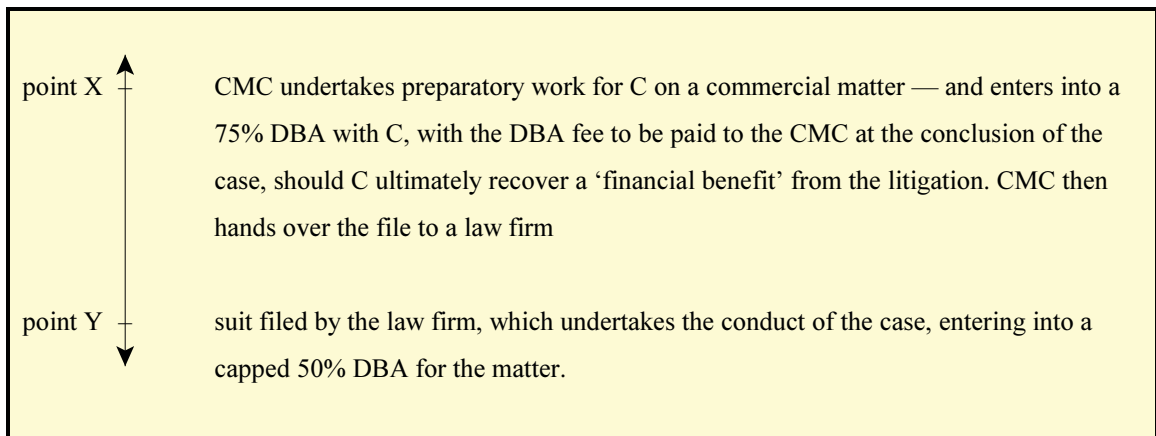 point X CMC undertakes preparatory work for C on a commercial matter — and enters into a
75% DBA with C, with the DBA fee to be paid to the CMC at the conclusion of the
case, should C ultimately recover a ‘financial benefit’ from the litigation. CMC then
hands over the file to a law firm
point Y suit filed by the law firm, which undertakes the conduct of the case, entering into a
capped 50% DBA for the matter.